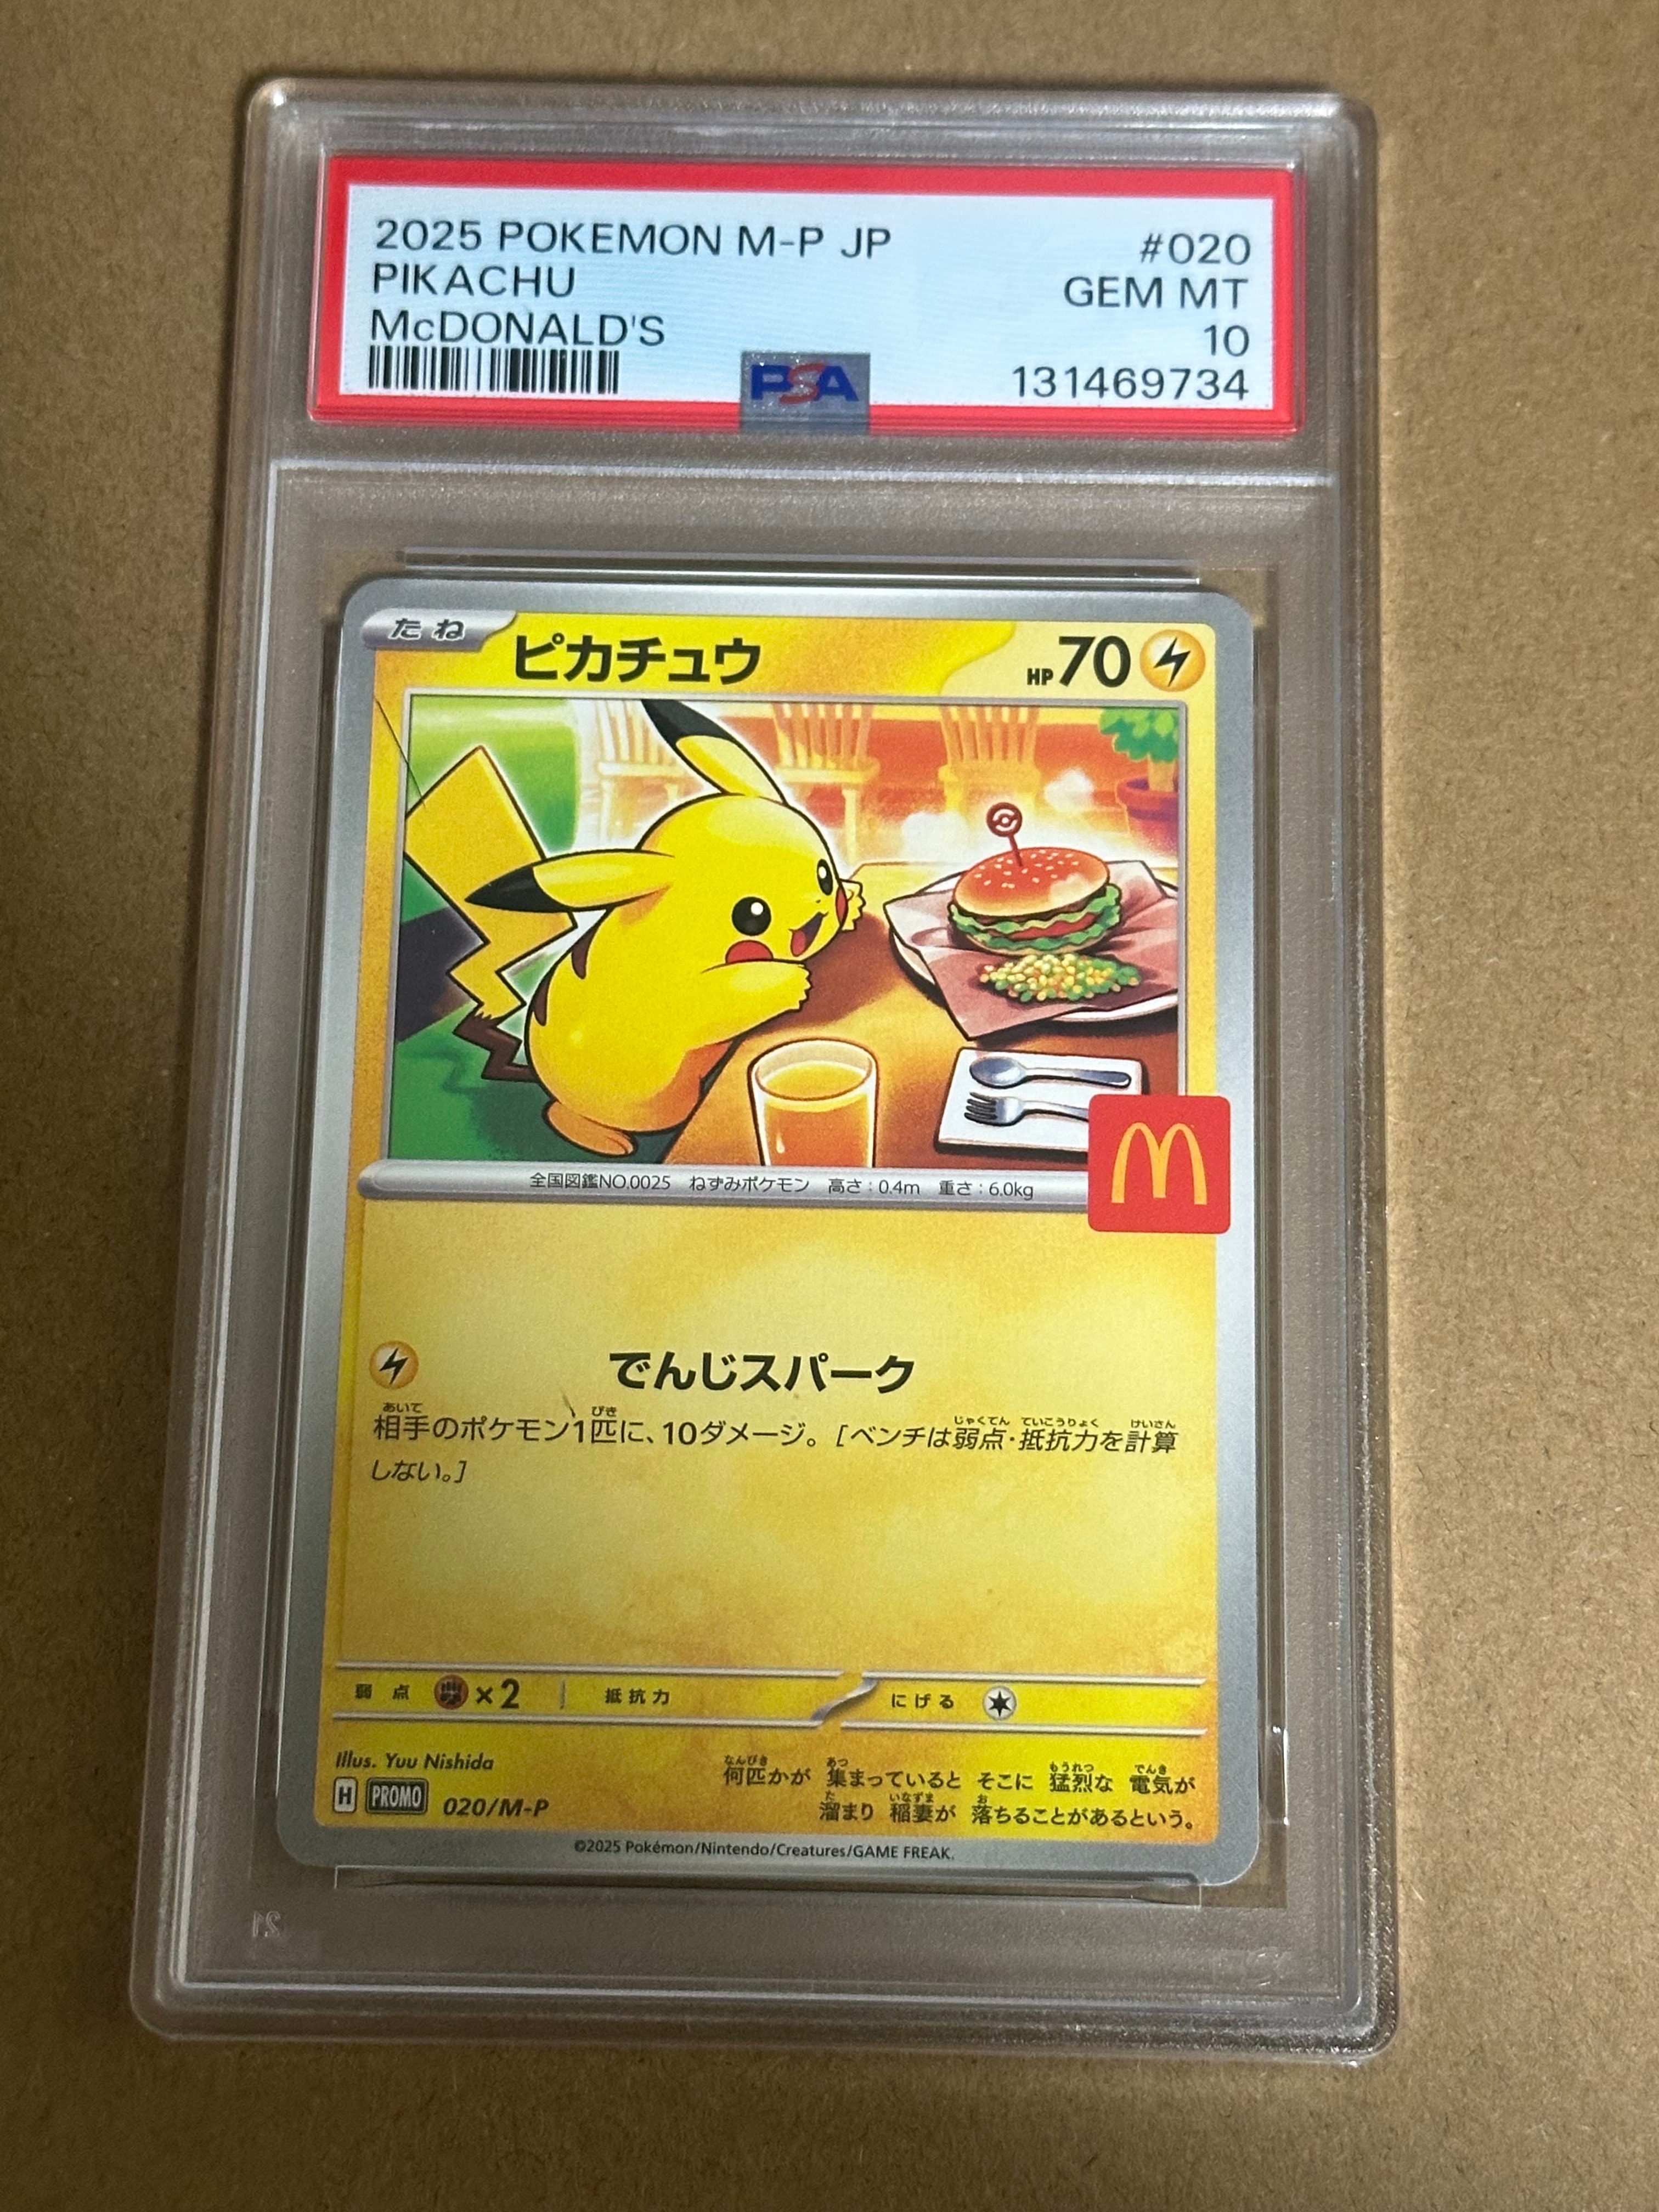 2025 POKEMON M-P JP #020
PIKACHU GEM MT
McDONALD'S 10
PSA 131469734
たね ピカチュウ HP70
全国図鑑NO.0025 ねずみポケモン 高さ:0.4m 重さ:6.0kg
でんじスパーク
相手のポケモン1匹に、10ダメージ。[ベンチは弱点・抵抗力を計算
しない。]
弱点 ×2 抵抗力 にげる
Illus. Yuu Nishida
何匹かが 集まっていると そこに 猛烈な 電気が
溜まり 稲妻が 落ちることがあるという。
H PROMO 020/M-P
©2025 Pokémon/Nintendo/Creatures/GAME FREAK.